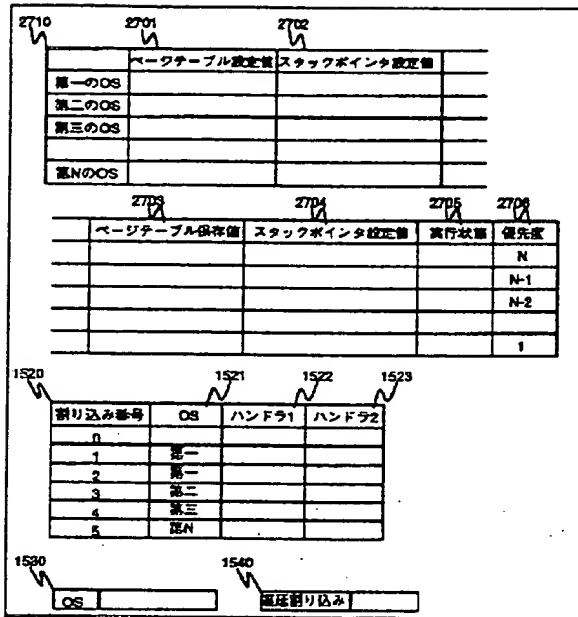 2710 2701 2702
ページテーブル設定値 スタックポインタ設定値
第一のOS
第二のOS
第三のOS
第NのOS
2703 2704 2705 2706
ページテーブル保存値 スタックポインタ設定値 実行状態 優先度
N
N-1
N-2
1
1520 1521 1522 1523
割り込み番号 OS ハンドラ1 ハンドラ2
0
1 第一
2 第一
3 第二
4 第三
5 第N
1530 1540
OS 遅延割り込み